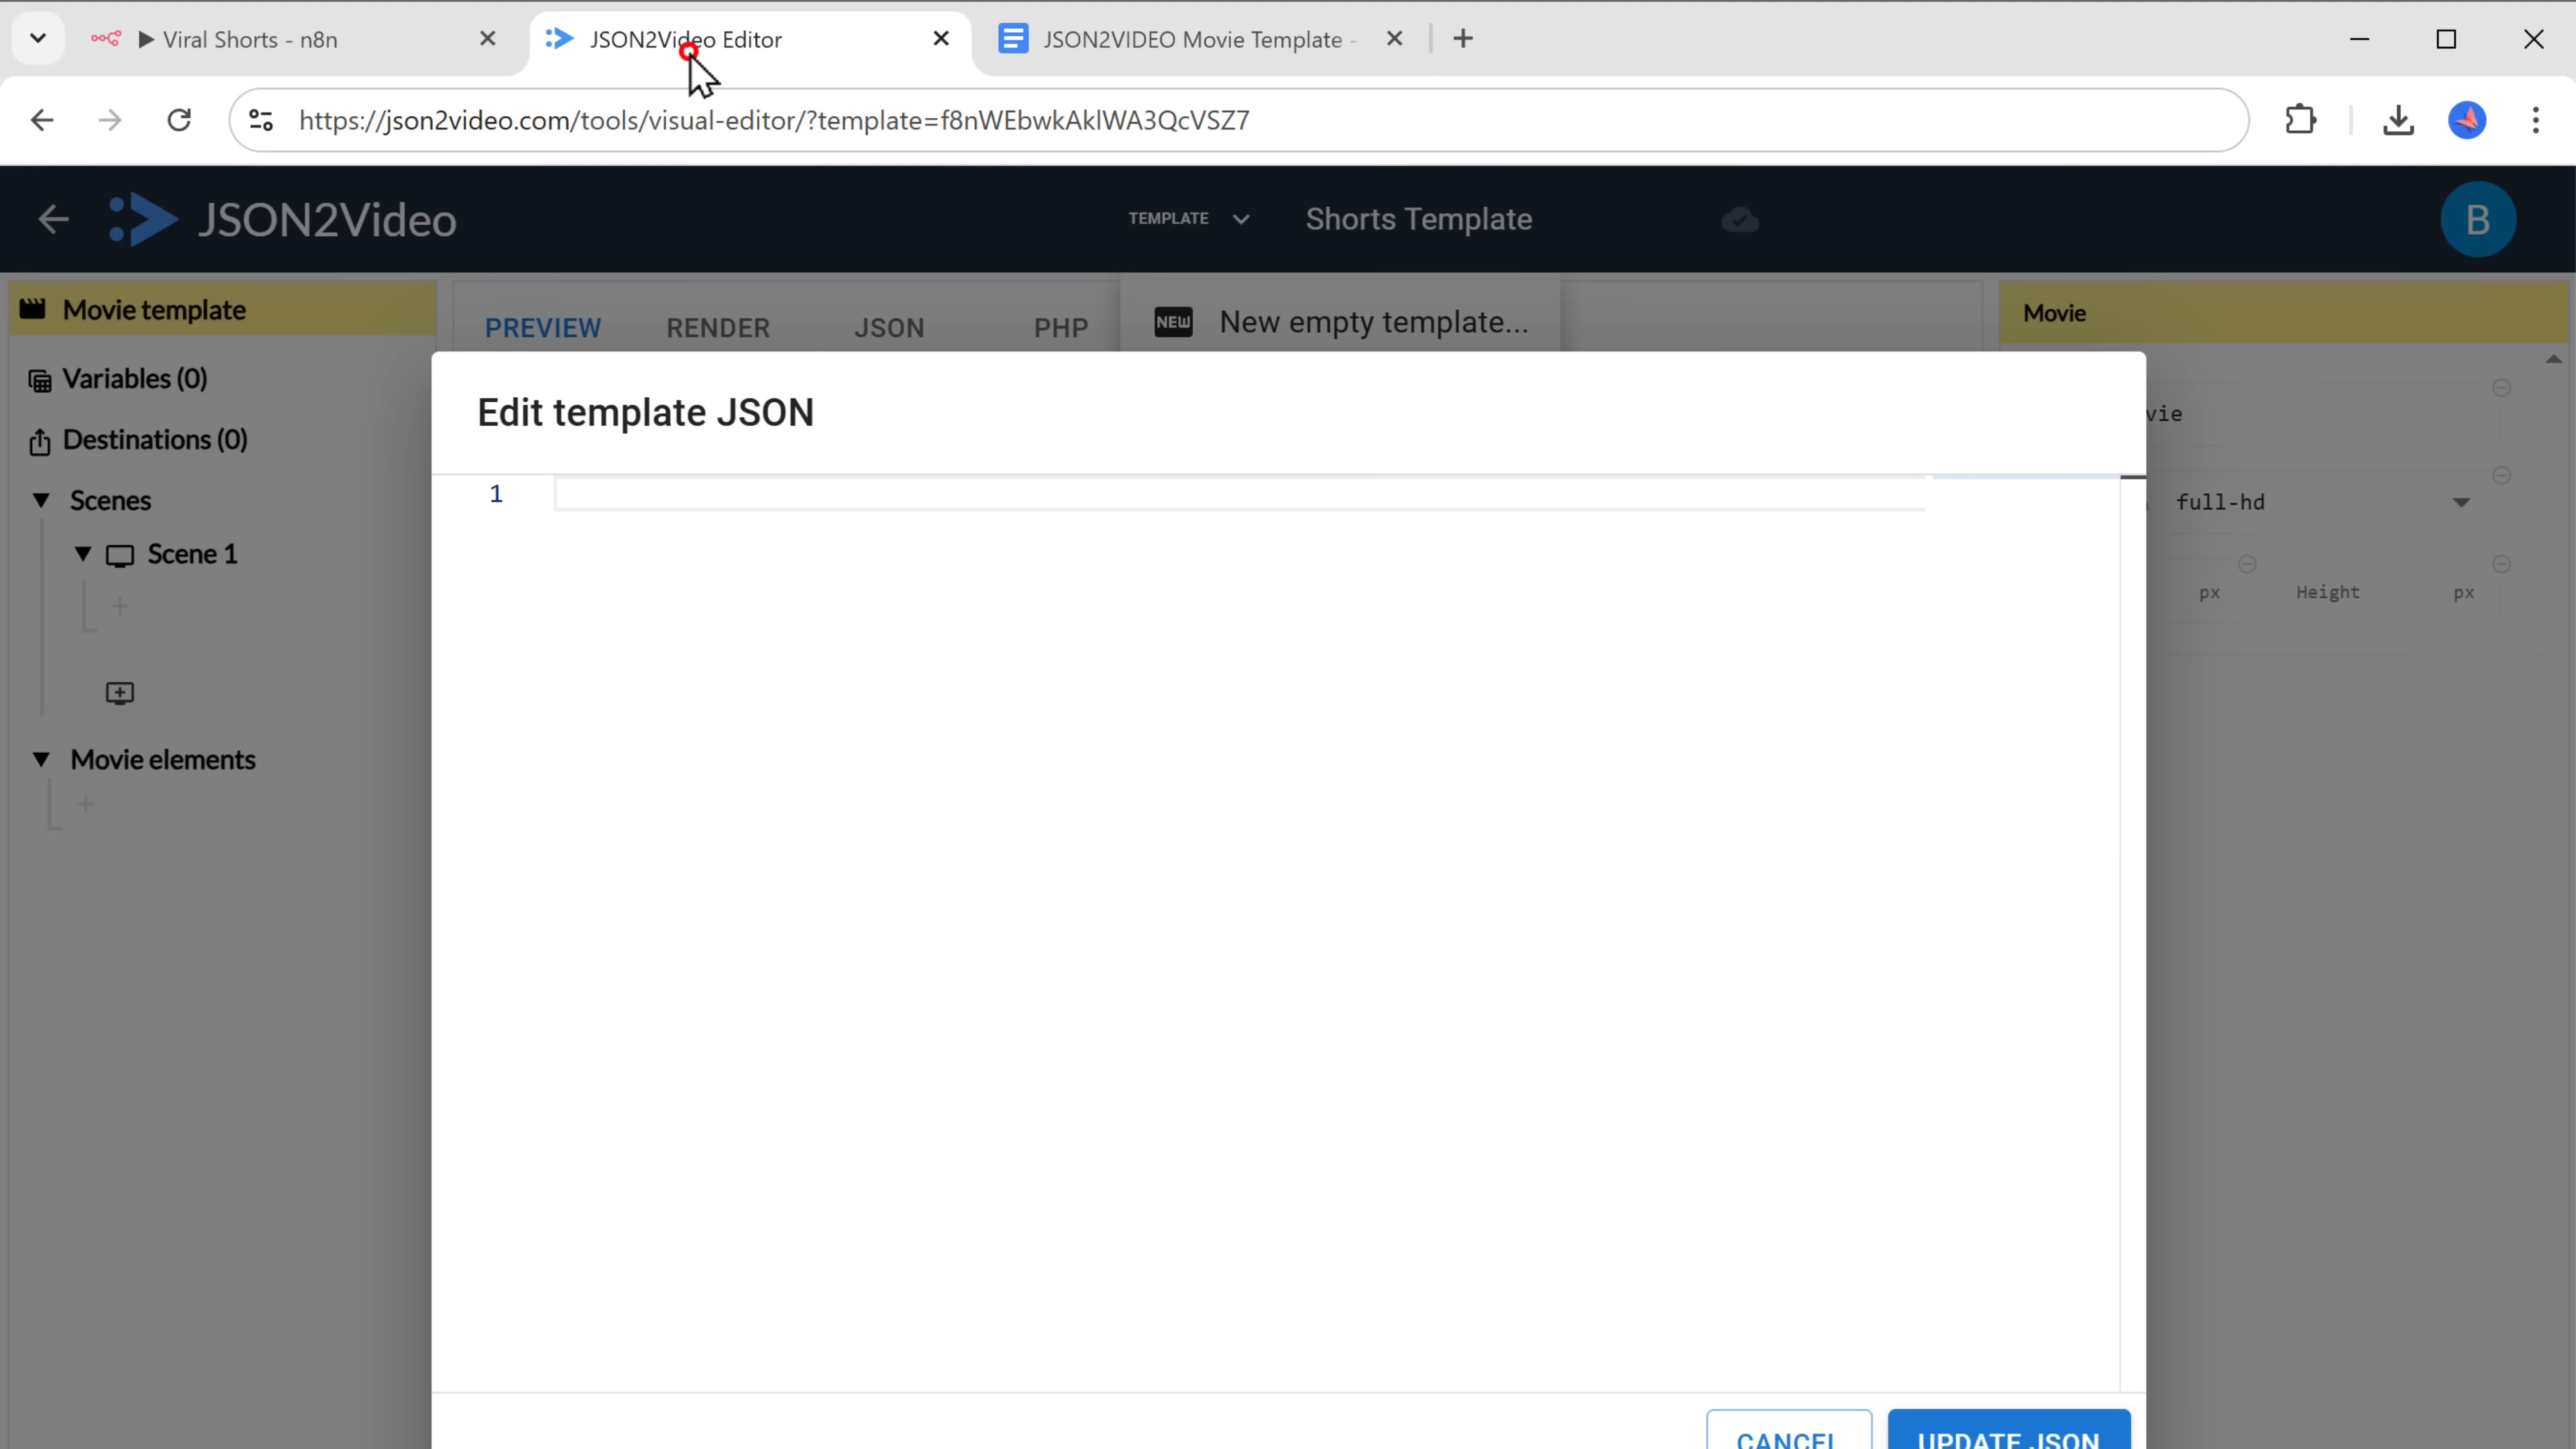 Viral Shorts - n8n
JSON2Video Editor
JSON2VIDEO Movie Template -
https://json2video.com/tools/visual-editor/?template=f8nWEbwkAklWA3QcVSZ7
JSON2Video
TEMPLATE
Shorts Template
B
Movie template
PREVIEW
RENDER
JSON
PHP
NEW
New empty template...
Movie
Variables (0)
Destinations (0)
Scenes
Scene 1
Movie elements
Edit template JSON
1
vie
full-hd
px
Height
px
CANCEL
UPDATE JSON